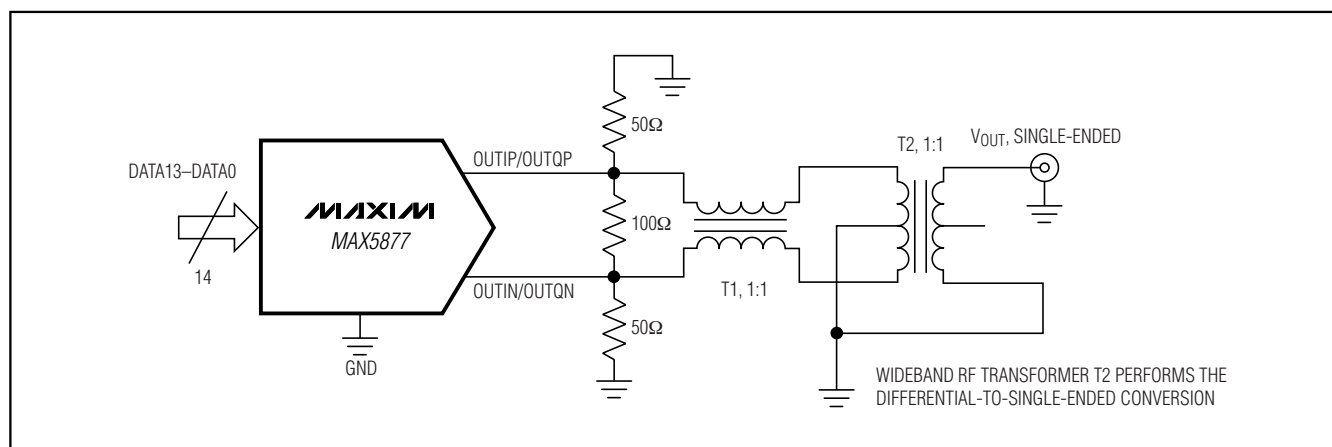 50Ω
T2, 1:1
VOUT, SINGLE-ENDED
OUTIP/OUTQP
DATA13–DATA0
MAXIM
MAX5877
100Ω
14
OUTIN/OUTQN
T1, 1:1
50Ω
GND
WIDEBAND RF TRANSFORMER T2 PERFORMS THE
DIFFERENTIAL-TO-SINGLE-ENDED CONVERSION